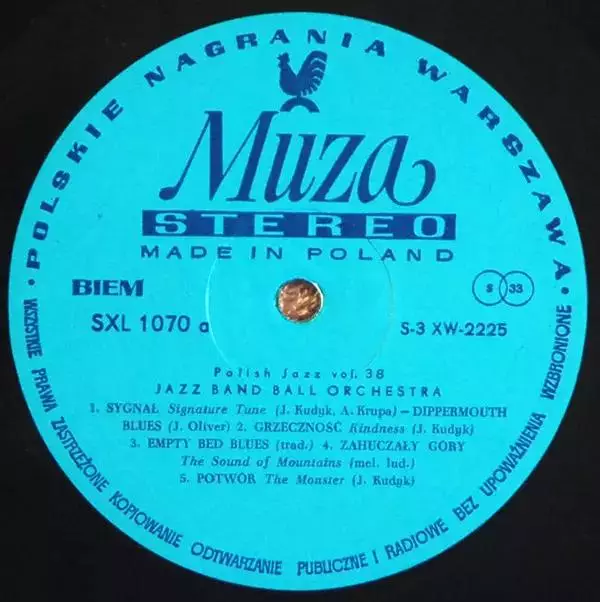 POLSKIE NAGRANIA WARSZAWA
Muza
STEREO
MADE IN POLAND
BIEM
S 33
SXL 1070 a
S-3 XW-2225
Polish Jazz vol. 38
JAZZ BAND BALL ORCHESTRA
1. SYGNAŁ Signature Tune (J. Kudyk, A. Krupa) — DIPPERMOUTH
BLUES (J. Oliver) 2. GRZECZNOŚĆ Kindness (J. Kudyk)
3. EMPTY BED BLUES (trad.) 4. ZAHUCZAŁY GÓRY
The Sound of Mountains (mel. lud.)
5. POTWÓR The Monster (J. Kudyk)
WSZYSTKIE PRAWA ZASTRZEŻONE KOPIOWANIE ODTWARZANIE PUBLICZNE I RADIOWE BEZ UPOWAŻNIENIA WZBRONIONE